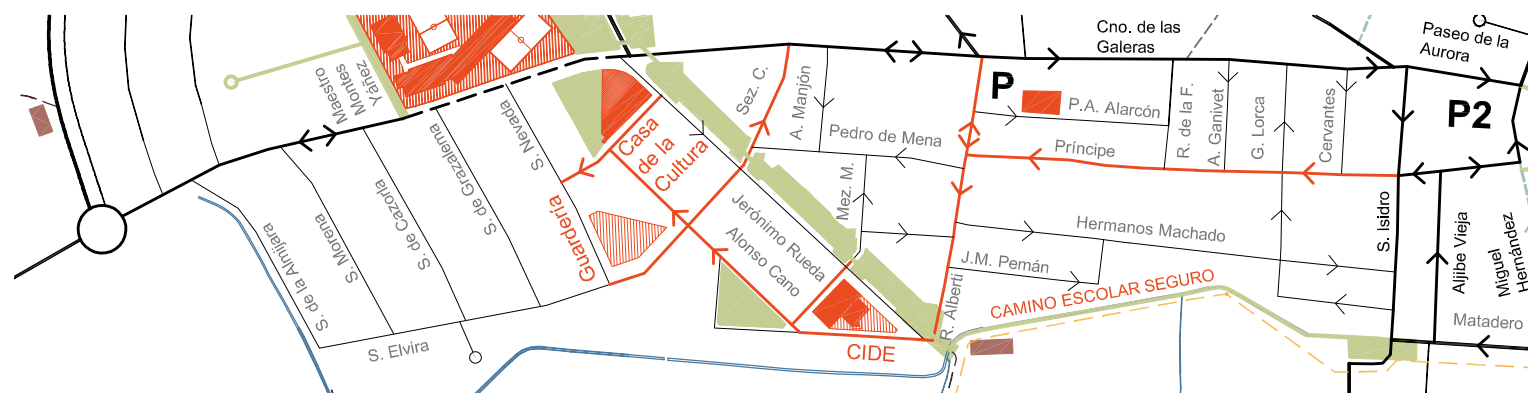 Cno. de las
Galeras
Paseo de la
Aurora
Maestro
Montes
Yáñez
Sez. C.
A. Manjón
P
P.A. Alarcón
R. de la F.
A. Ganivet
G. Lorca
Cervantes
P2
Pedro de Mena
Príncipe
S. Nevada
S. de Grazalema
S. de Cazorla
S. Morena
S. de la Almijara
Casa
de la
Cultura
Guardería
Mez. M.
Jerónimo Rueda
Alonso Cano
Hermanos Machado
J.M. Pemán
S. Isidro
Aljibe Vieja
Miguel
Hernández
R. Alberti
CAMINO ESCOLAR SEGURO
Matadero
S. Elvira
CIDE